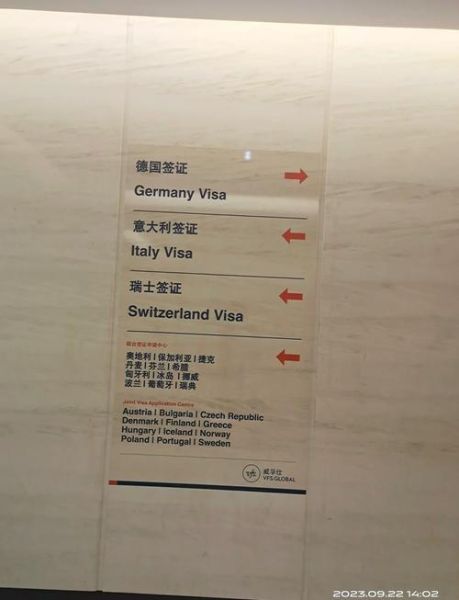 德国签证
Germany Visa
意大利签证
Italy Visa
瑞士签证
Switzerland Visa
联合签证申请中心
奥地利 | 保加利亚 | 捷克
丹麦 | 芬兰 | 希腊
匈牙利 | 冰岛 | 挪威
波兰 | 葡萄牙 | 瑞典
Joint Visa Application Centre
Austria | Bulgaria | Czech Republic
Denmark | Finland | Greece
Hungary | Iceland | Norway
Poland | Portugal | Sweden
威孚仕
VFS.GLOBAL
2023.09.22 14:02